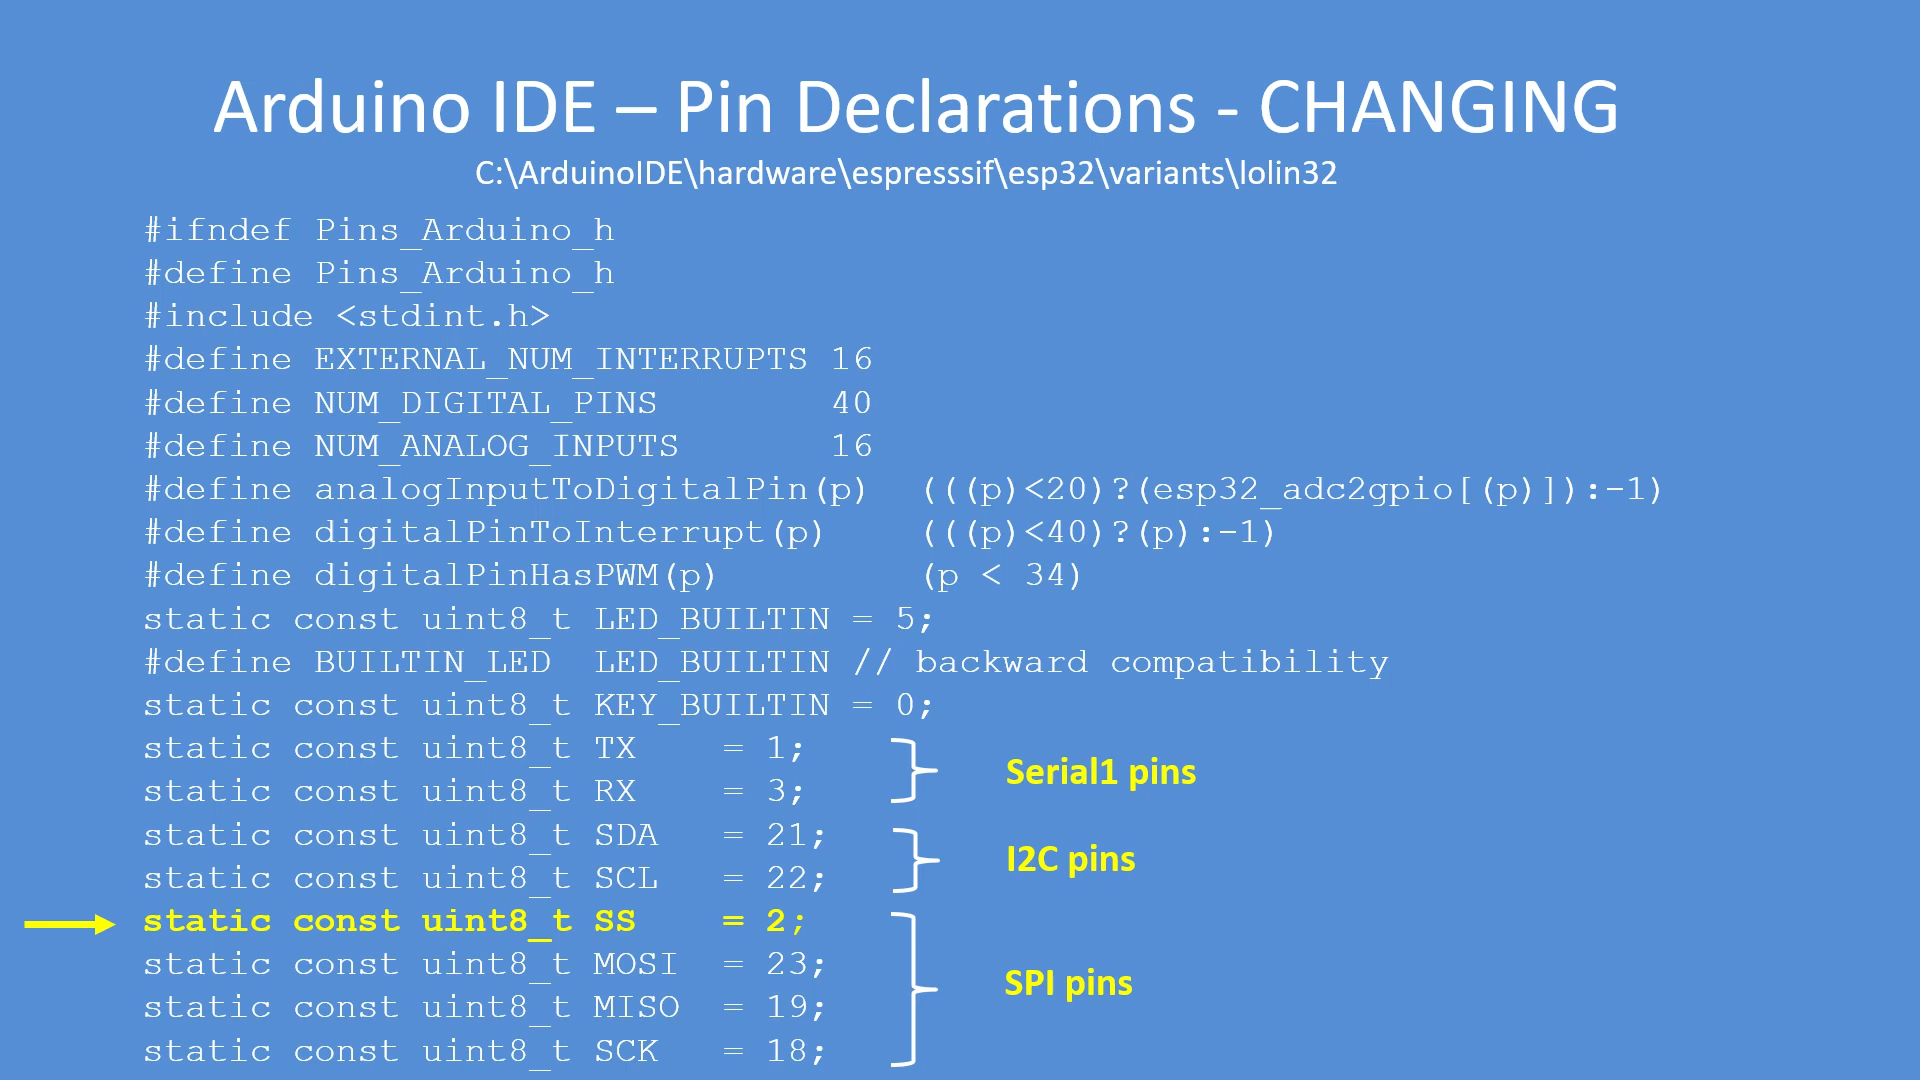 Arduino IDE – Pin Declarations - CHANGING
C:\ArduinoIDE\hardware\espresssif\esp32\variants\lolin32
#ifndef Pins_Arduino_h
#define Pins_Arduino_h
#include <stdint.h>
#define EXTERNAL_NUM_INTERRUPTS 16
#define NUM_DIGITAL_PINS 40
#define NUM_ANALOG_INPUTS 16
#define analogInputToDigitalPin(p) (((p)<20)?(esp32_adc2gpio[(p)]):-1)
#define digitalPinToInterrupt(p) (((p)<40)?(p):-1)
#define digitalPinHasPWM(p) (p < 34)
static const uint8_t LED_BUILTIN = 5;
#define BUILTIN_LED LED_BUILTIN // backward compatibility
static const uint8_t KEY_BUILTIN = 0;
static const uint8_t TX = 1;
Serial1 pins
static const uint8_t RX = 3;
static const uint8_t SDA = 21;
I2C pins
static const uint8_t SCL = 22;
static const uint8_t SS = 2;
static const uint8_t MOSI = 23;
SPI pins
static const uint8_t MISO = 19;
static const uint8_t SCK = 18;